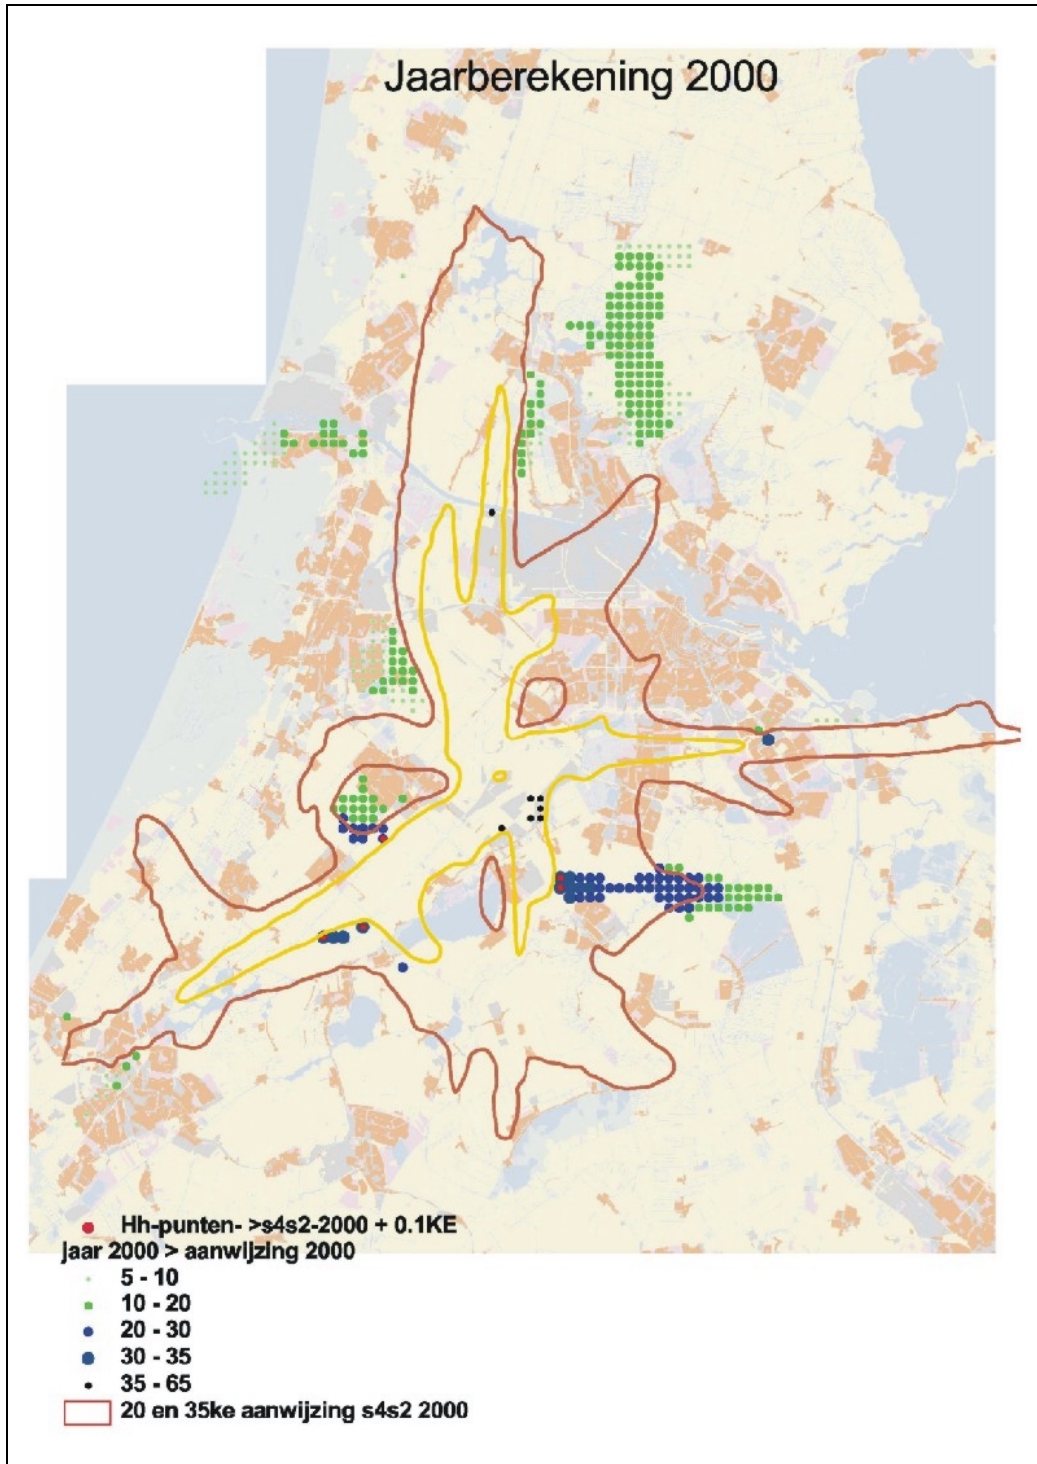 Jaarberekening 2000
Hh-punten- >s4s2-2000 + 0.1KE
jaar 2000 > aanwijzing 2000
5 - 10
10 - 20
20 - 30
30 - 35
35 - 65
20 en 35ke aanwijzing s4s2 2000